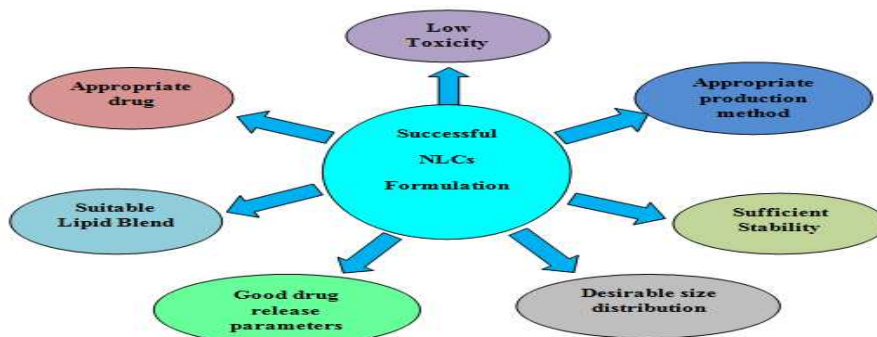 Low
Toxicity
Appropriate
drug
Appropriate
production
method
Successful
NLCs
Formulation
Suitable
Lipid Blend
Sufficient
Stability
Good drug
release
parameters
Desirable size
distribution